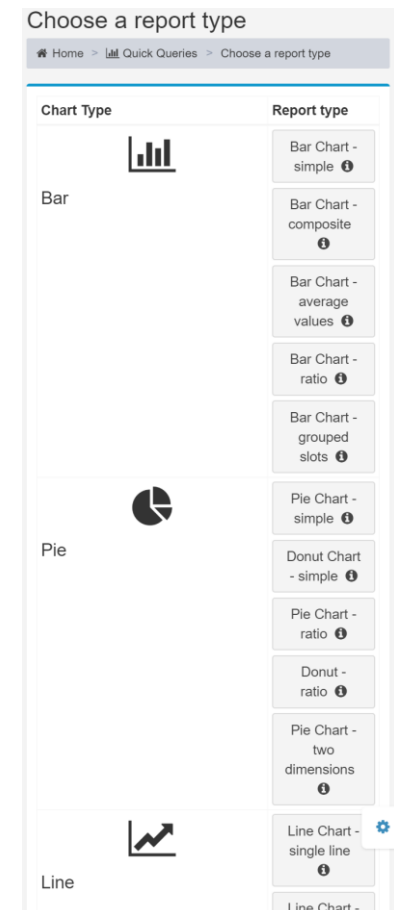 Choose a report type
Home > Quick Queries > Choose a report type
Chart Type
Report type
Bar
Bar Chart -
simple
Bar Chart -
composite
Bar Chart -
average
values
Bar Chart -
ratio
Bar Chart -
grouped
slots
Pie
Pie Chart -
simple
Donut Chart
- simple
Pie Chart -
ratio
Donut -
ratio
Pie Chart -
two
dimensions
Line
Line Chart -
single line
Line Chart -